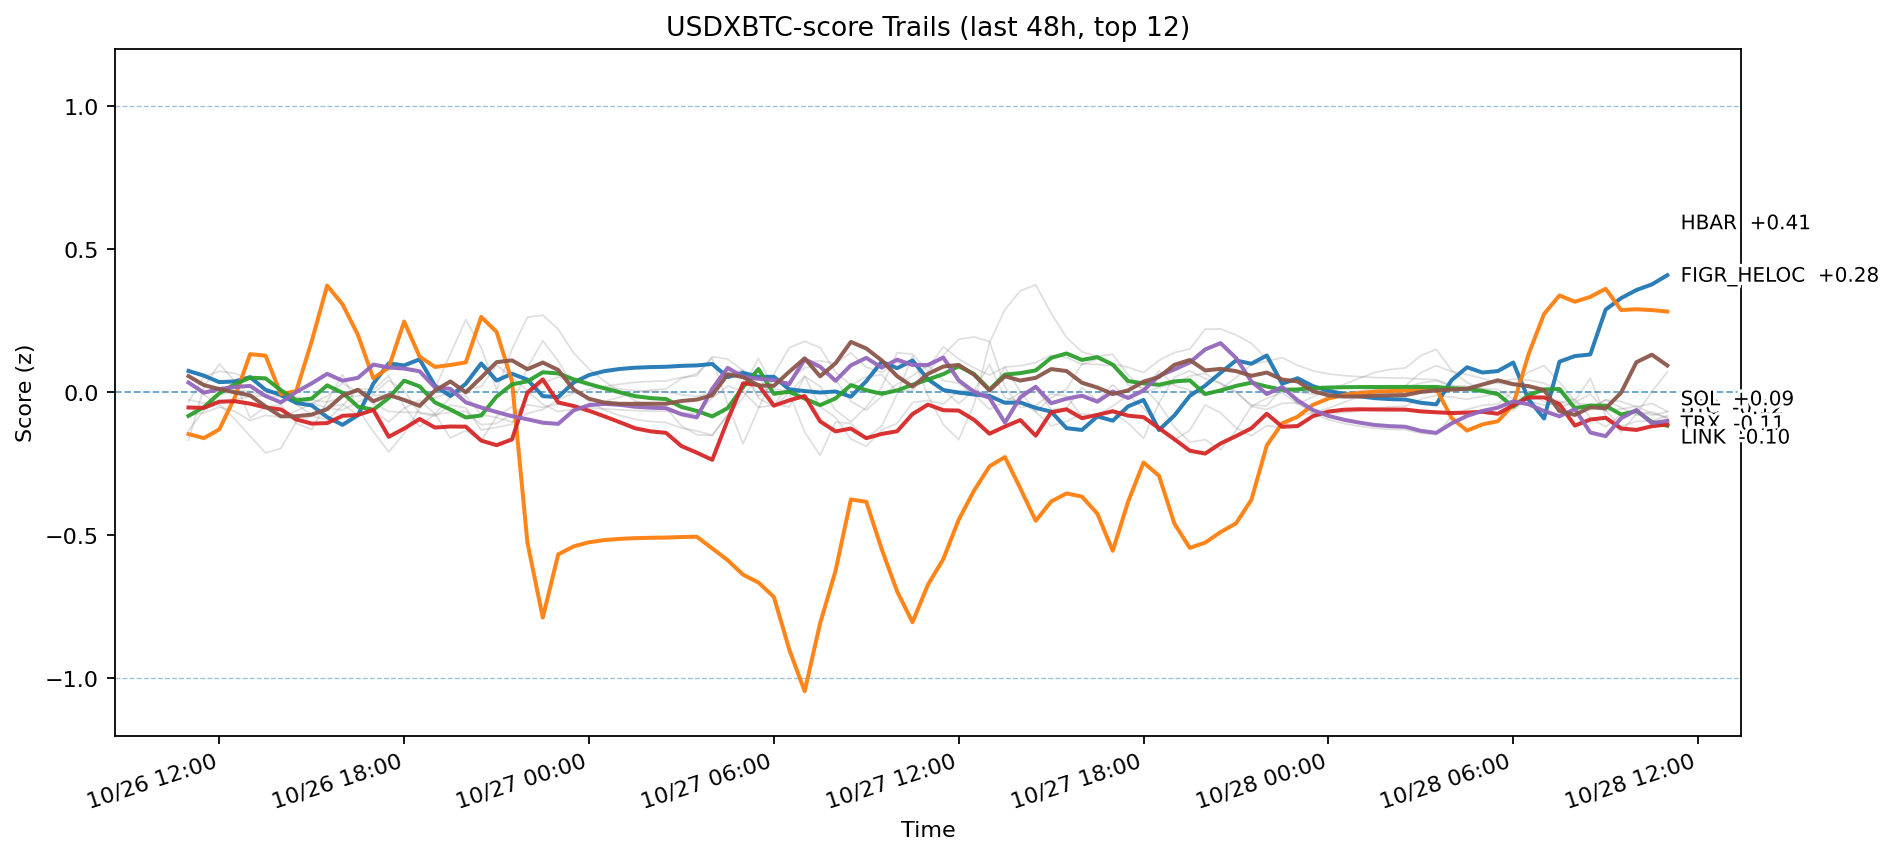 USDXBTC-score Trails (last 48h, top 12)
Score (z)
1.0
0.5
0.0
−0.5
−1.0
HBAR +0.41
FIGR_HELOC +0.28
SOL +0.09
TRX -0.11
LINK -0.10
10/26 12:00
10/26 18:00
10/27 00:00
10/27 06:00
10/27 12:00
10/27 18:00
10/28 00:00
10/28 06:00
10/28 12:00
Time